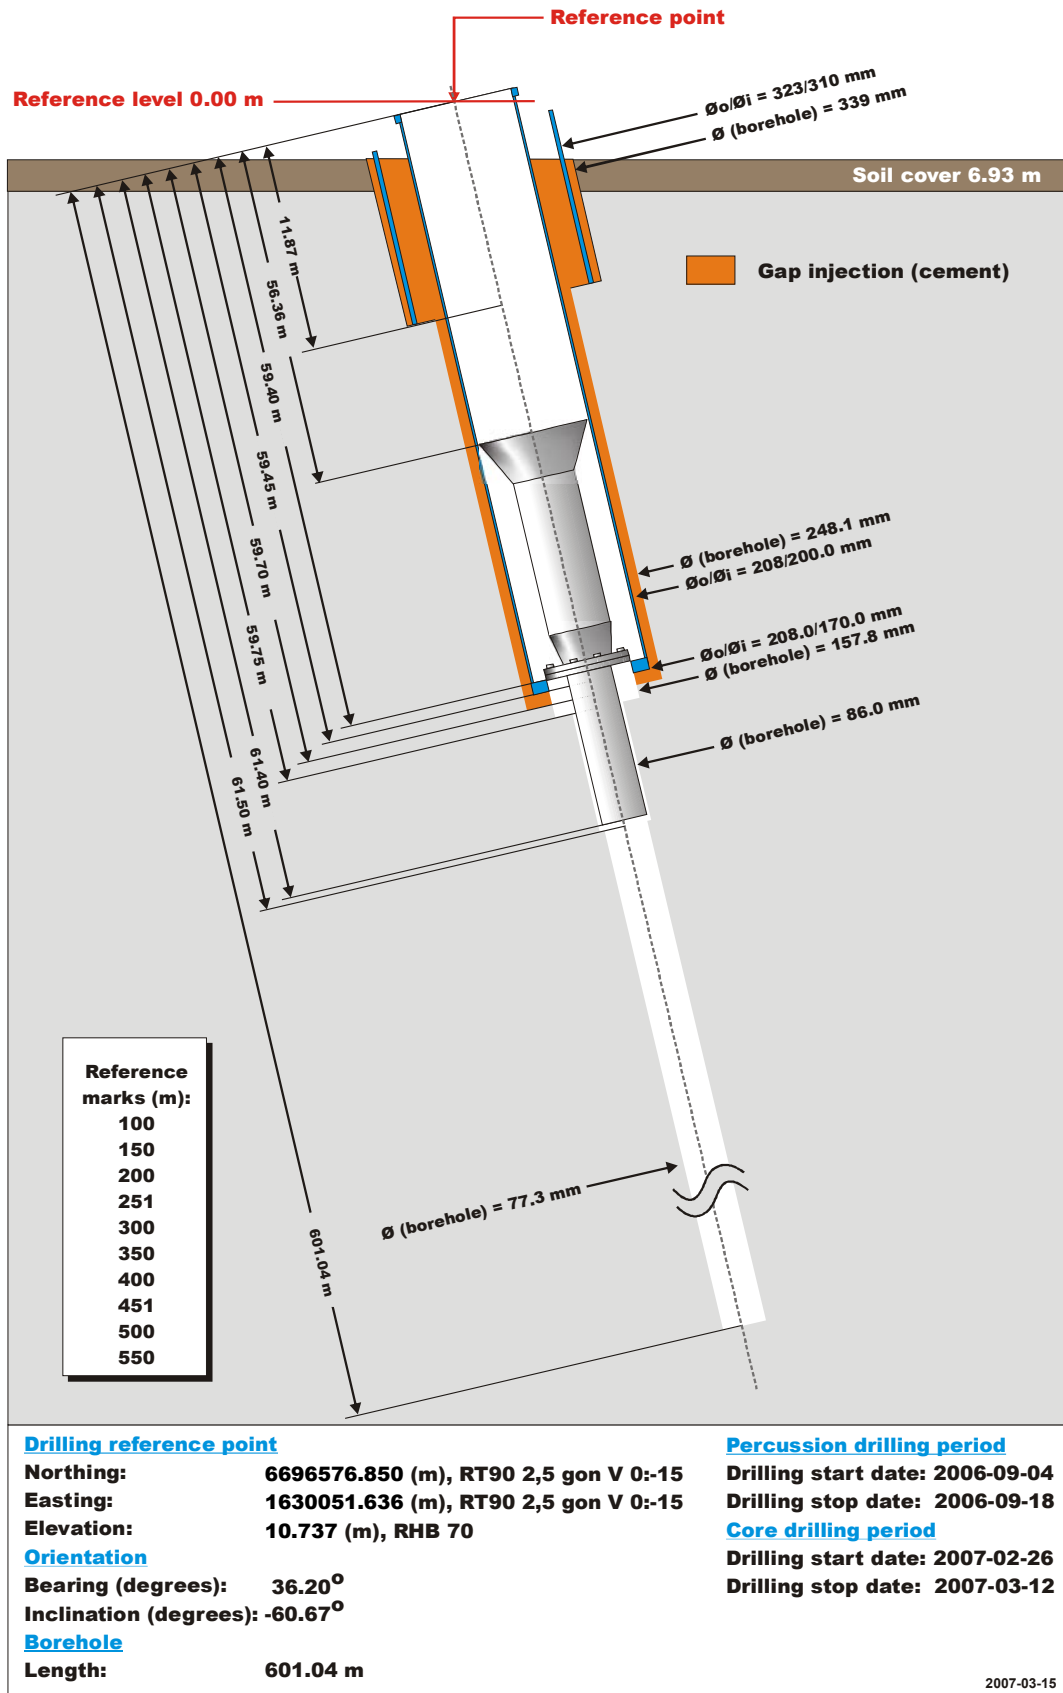 Reference point
Reference level 0.00 m
Øo/Øi = 323/310 mm
Ø (borehole) = 339 mm
Soil cover 6.93 m
Gap injection (cement)
11.87 m
56.36 m
59.40 m
59.45 m
59.70 m
59.75 m
61.40 m
61.50 m
601.04 m
Ø (borehole) = 248.1 mm
Øo/Øi = 208/200.0 mm
Øo/Øi = 208.0/170.0 mm
Ø (borehole) = 157.8 mm
Ø (borehole) = 86.0 mm
Ø (borehole) = 77.3 mm
Reference
marks (m):
100
150
200
251
300
350
400
451
500
550
Drilling reference point
Northing: 6696576.850 (m), RT90 2,5 gon V 0:-15
Easting: 1630051.636 (m), RT90 2,5 gon V 0:-15
Elevation: 10.737 (m), RHB 70
Orientation
Bearing (degrees): 36.20°
Inclination (degrees): -60.67°
Borehole
Length: 601.04 m
Percussion drilling period
Drilling start date: 2006-09-04
Drilling stop date: 2006-09-18
Core drilling period
Drilling start date: 2007-02-26
Drilling stop date: 2007-03-12
2007-03-15